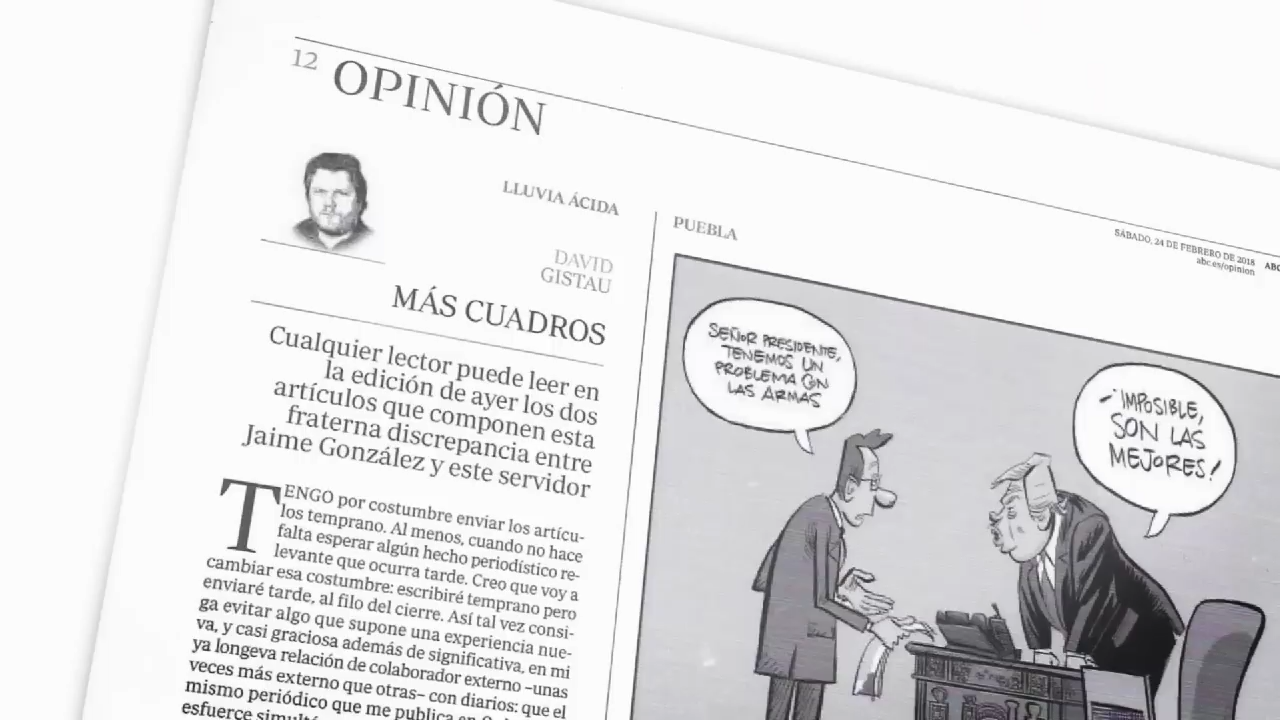 12 OPINIÓN
LLUVIA ÁCIDA
DAVID
GISTAU
MÁS CUADROS
Cualquier lector puede leer en
la edición de ayer los dos
artículos que componen esta
fraterna discrepancia entre
Jaime González y este servidor
TENGO por costumbre enviar los artícu-
los temprano. Al menos, cuando no hace
falta esperar algún hecho periodístico re-
levante que ocurra tarde. Creo que voy a
cambiar esa costumbre: escribiré temprano pero
enviaré tarde, al filo del cierre. Así tal vez consi-
ga evitar algo que supone una experiencia nue-
va, y casi graciosa además de significativa, en mi
ya longeva relación de colaborador externo –unas
veces más externo que otras– con diarios: que el
mismo periódico que me publica en
esfuerce
PUEBLA
SÁBADO, 24 DE FEBRERO DE 2018
abc.es/opinion
SEÑOR PRESIDENTE,
TENEMOS UN
PROBLEMA CON
LAS ARMAS
¡IMPOSIBLE,
SON LAS
MEJORES!